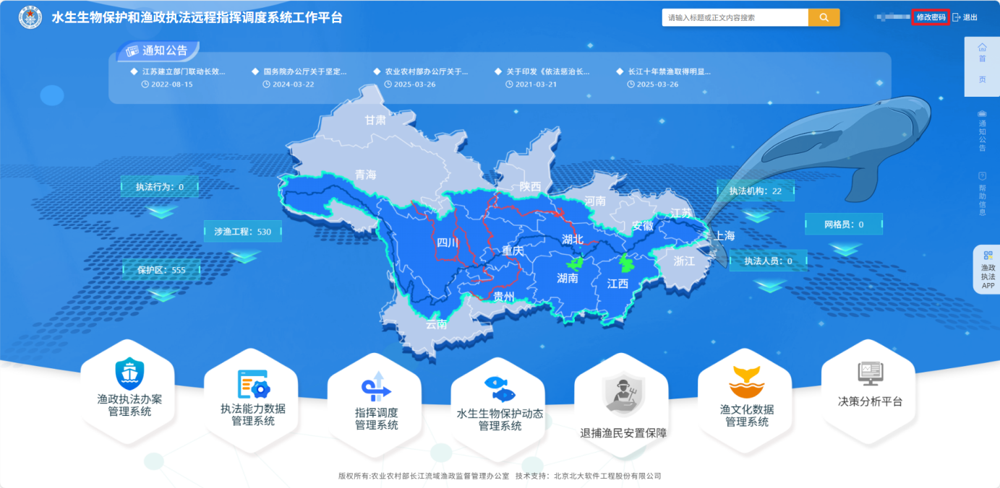 水生生物保护和渔政执法远程指挥调度系统工作平台
请输入标题或正文内容搜索
修改密码
退出
通知公告
江苏建立部门联动长效...
国务院办公厅关于坚定...
农业农村部办公厅关于...
关于印发《依法惩治长...
长江十年禁渔取得明显...
2022-08-15
2024-03-22
2025-03-26
2021-03-21
2025-03-26
首
页
通知公告
帮助信息
渔政
执法
APP
甘肃
青海
陕西
河南
江苏
安徽
上海
四川
湖北
重庆
浙江
湖南
江西
贵州
云南
执法行为：0
涉渔工程：530
保护区：555
执法机构：22
网格员：0
执法人员：0
渔政执法办案
管理系统
执法能力数据
管理系统
指挥调度
管理系统
水生生物保护动态
管理系统
退捕渔民安置保障
渔文化数据
管理系统
决策分析平台
版权所有:农业农村部长江流域渔政监督管理办公室 技术支持：北京北大软件工程股份有限公司